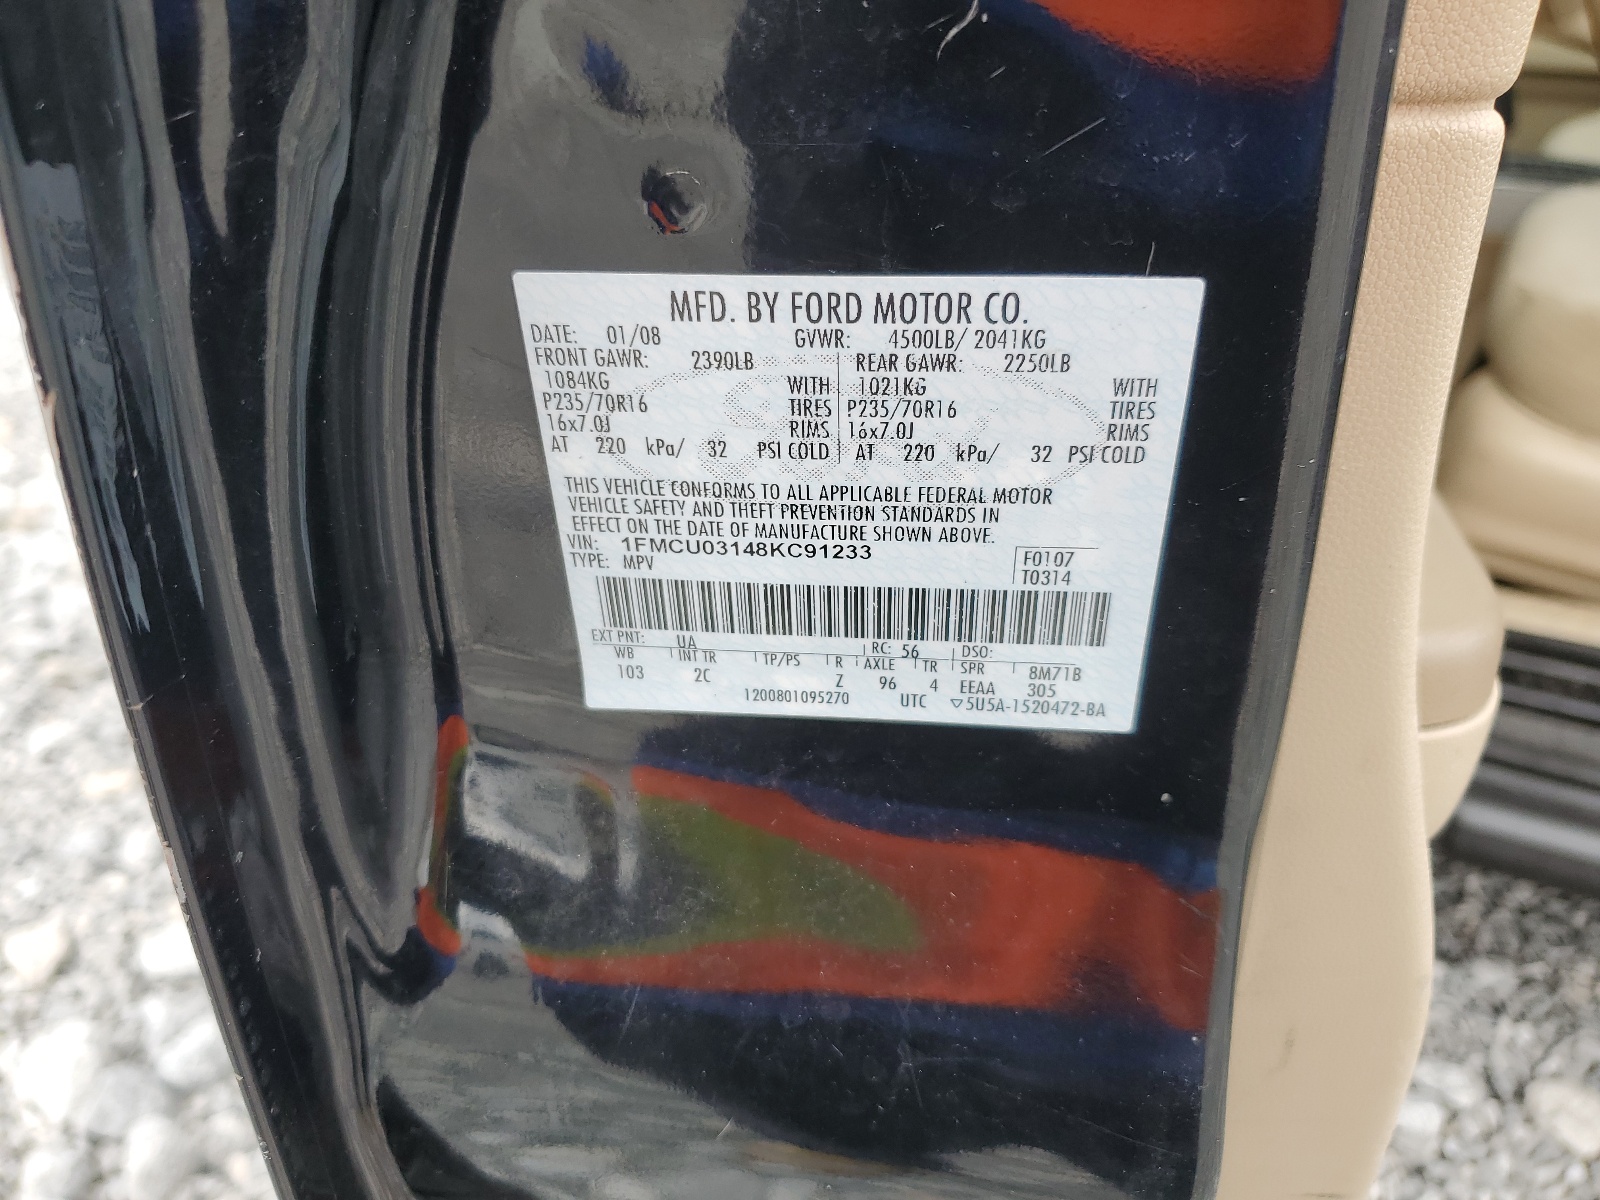 MFD. BY FORD MOTOR CO.
DATE: 01/08 GVWR: 4500LB/ 2041KG
FRONT GAWR: 2390LB REAR GAWR: 2250LB
1084KG WITH 1021KG WITH
P235/70R16 TIRES P235/70R16 TIRES
16x7.0J RIMS 16x7.0J RIMS
AT 220 kPa/ 32 PSI COLD AT 220 kPa/ 32 PSI COLD
THIS VEHICLE CONFORMS TO ALL APPLICABLE FEDERAL MOTOR
VEHICLE SAFETY AND THEFT PREVENTION STANDARDS IN
EFFECT ON THE DATE OF MANUFACTURE SHOWN ABOVE.
VIN: 1FMCU03148KC91233 F0107
TYPE: MPV T0314
EXT PNT: UA RC: 56 DSO:
WB INT TR TP/PS R AXLE TR SPR 8M71B
103 2C Z 96 4 EEAA 305
1200801095270 UTC ▽5U5A-1520472-BA